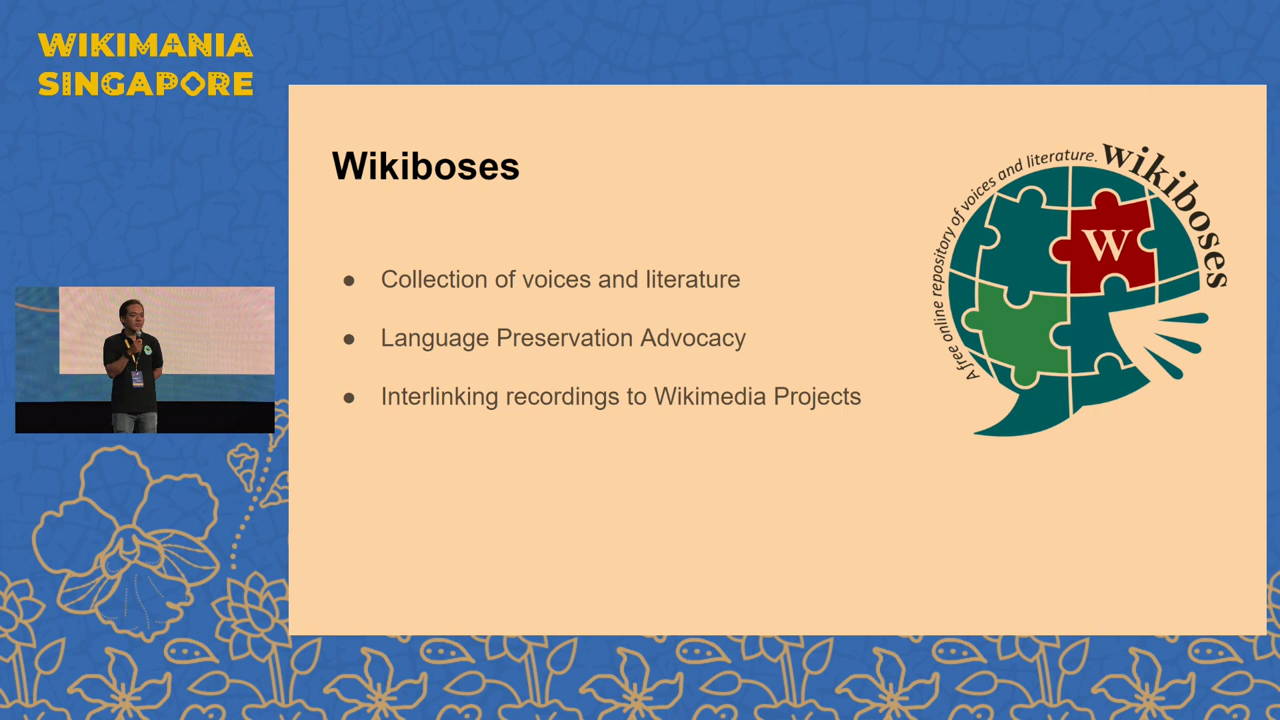 WIKIMANIA
SINGAPORE
Wikiboses
Collection of voices and literature
Language Preservation Advocacy
Interlinking recordings to Wikimedia Projects
A free online repository of voices and literature.
wikiboses
W